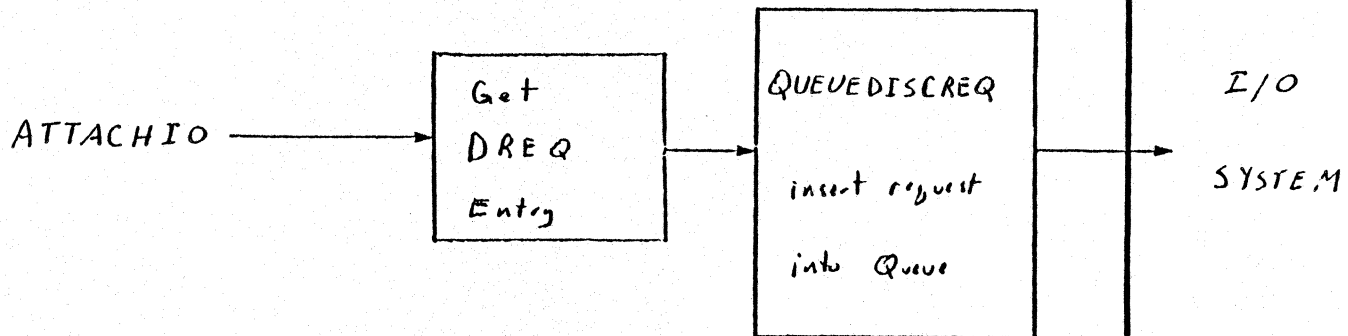 ATTACHIO
Get
DREQ
Entry
QUEUEDISCREQ
insert request
into Queue
I/O
SYSTEM